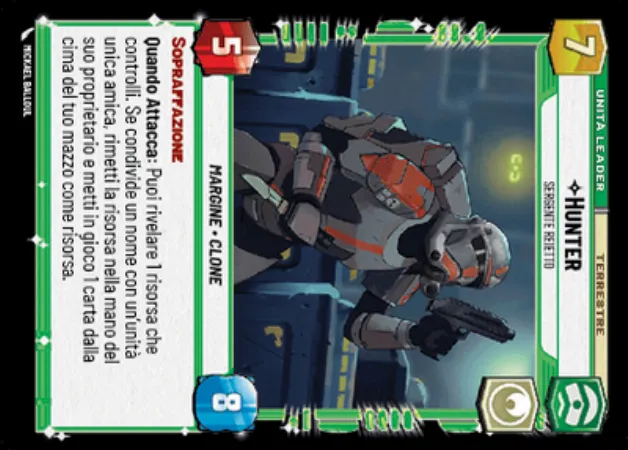 7
UNITÀ LEADER
TERRESTRE
✧HUNTER
SERGENTE REIETTO
5
8
MARGINE • CLONE
SOPRAFFAZIONE
Quando Attacca: Puoi rivelare 1 risorsa che
controlli. Se condivide un nome con un'unità
unica amica, rimetti la risorsa nella mano del
suo proprietario e metti in gioco 1 carta dalla
cima del tuo mazzo come risorsa.
MICKAEL BALLOUL